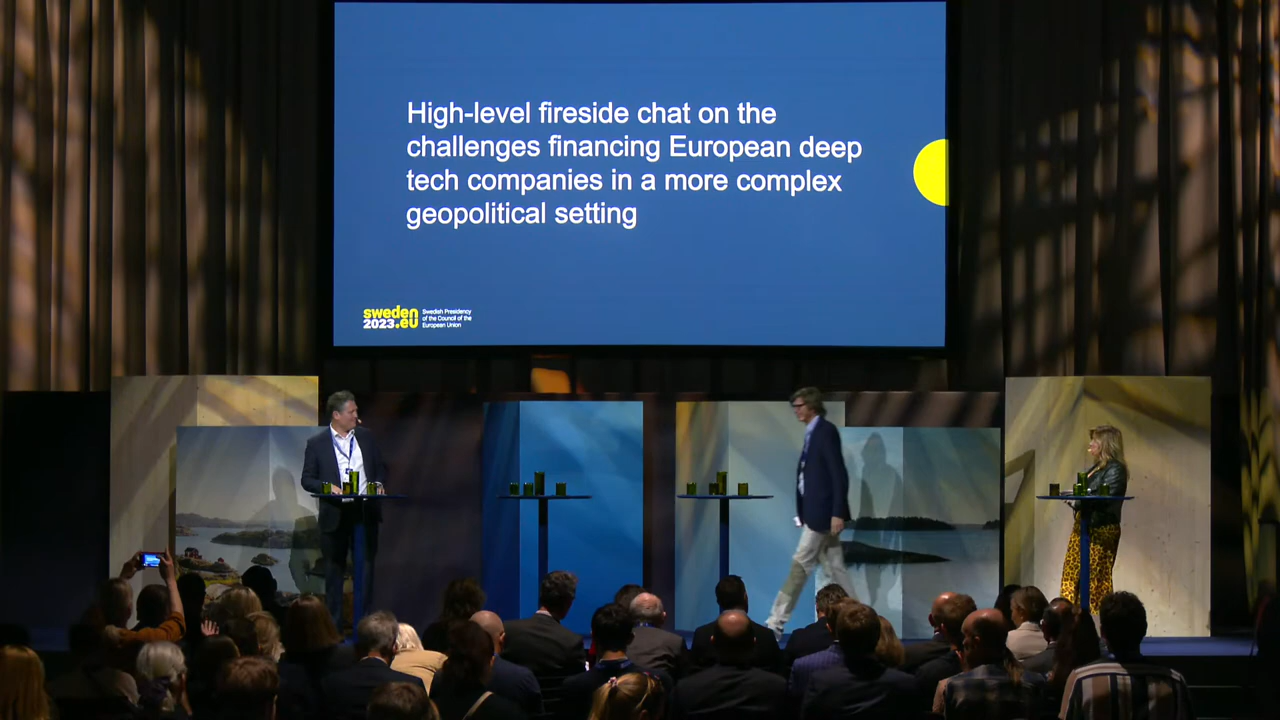 High-level fireside chat on the
challenges financing European deep
tech companies in a more complex
geopolitical setting
sweden
2023.eu
Swedish Presidency
of the Council of the
European Union